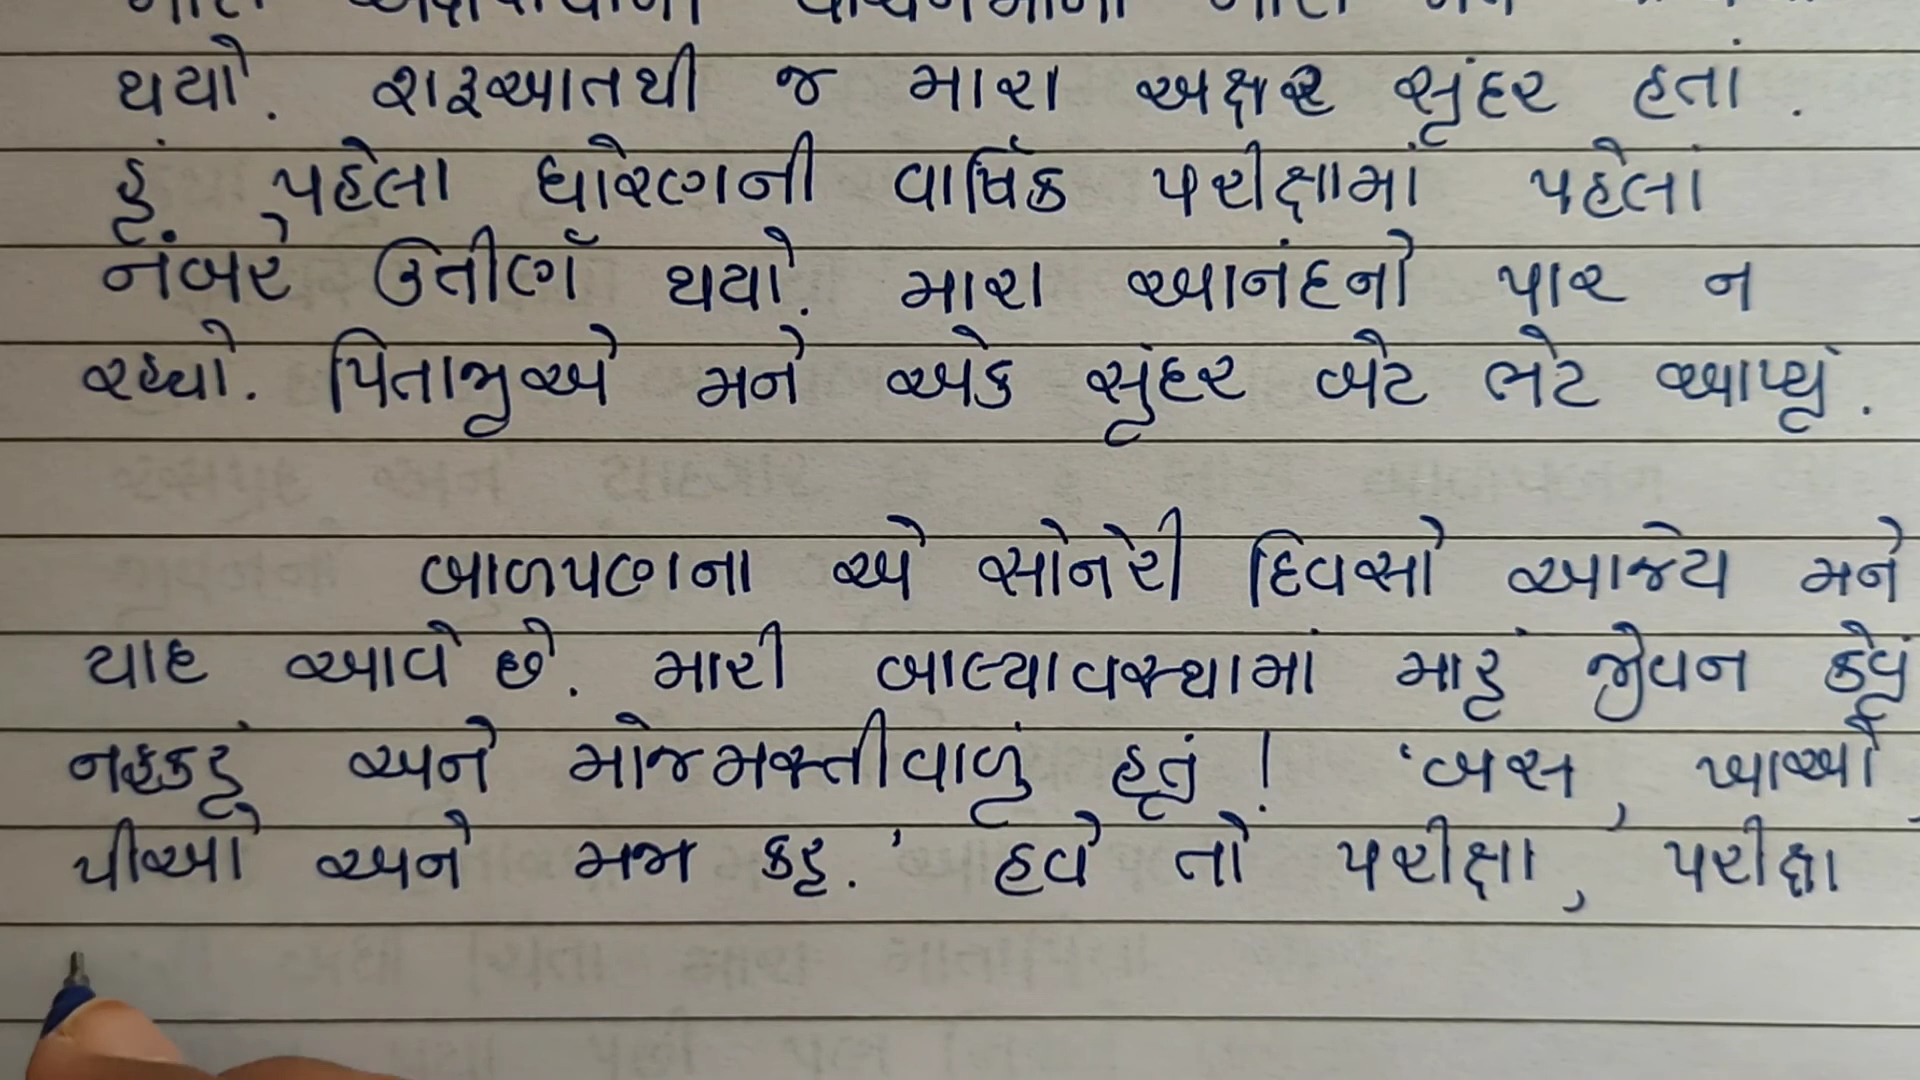 થયો. શરૂઆતથી જ મારા અક્ષર સુંદર હતાં.
હું પહેલા ધોરણની વાર્ષિક પરીક્ષામાં પહેલા
નંબરે ઉતીર્ણ થયો. મારા આનંદનો પાર ન
રહ્યો. પિતાજીએ મને એક સુંદર બેટ ભેટ આપ્યું.
બાળપણના એ સોનેરી દિવસો આજેય મને
યાદ આવે છે. મારી બાલ્યાવસ્થામાં મારું જીવન કેવું
નફકરૂં અને મોજમસ્તીવાળું હતું! 'બસ, ખાઓ,
પીઓ અને મજા કરૂ.' હવે તો પરીક્ષા, પરીક્ષા